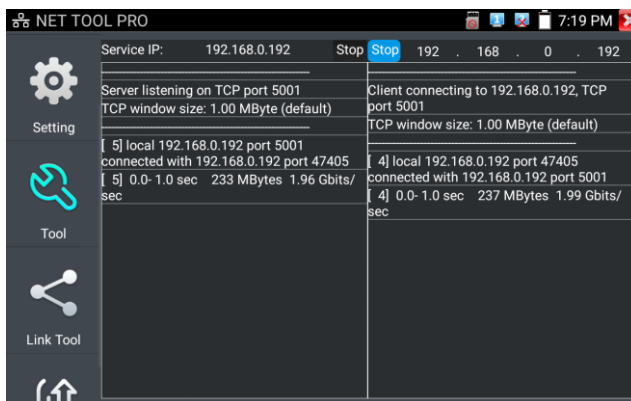 NET TOOL PRO
7:19 PM
Setting
Tool
Link Tool
Service IP: 192.168.0.192 Stop
Server listening on TCP port 5001
TCP window size: 1.00 MByte (default)
[ 5] local 192.168.0.192 port 5001
connected with 192.168.0.192 port 47405
[ 5] 0.0- 1.0 sec 233 MBytes 1.96 Gbits/
sec
Stop 192 . 168 . 0 . 192
Client connecting to 192.168.0.192, TCP
port 5001
TCP window size: 1.00 MByte (default)
[ 4] local 192.168.0.192 port 47405
connected with 192.168.0.192 port 5001
[ 4] 0.0- 1.0 sec 237 MBytes 1.99 Gbits/
sec